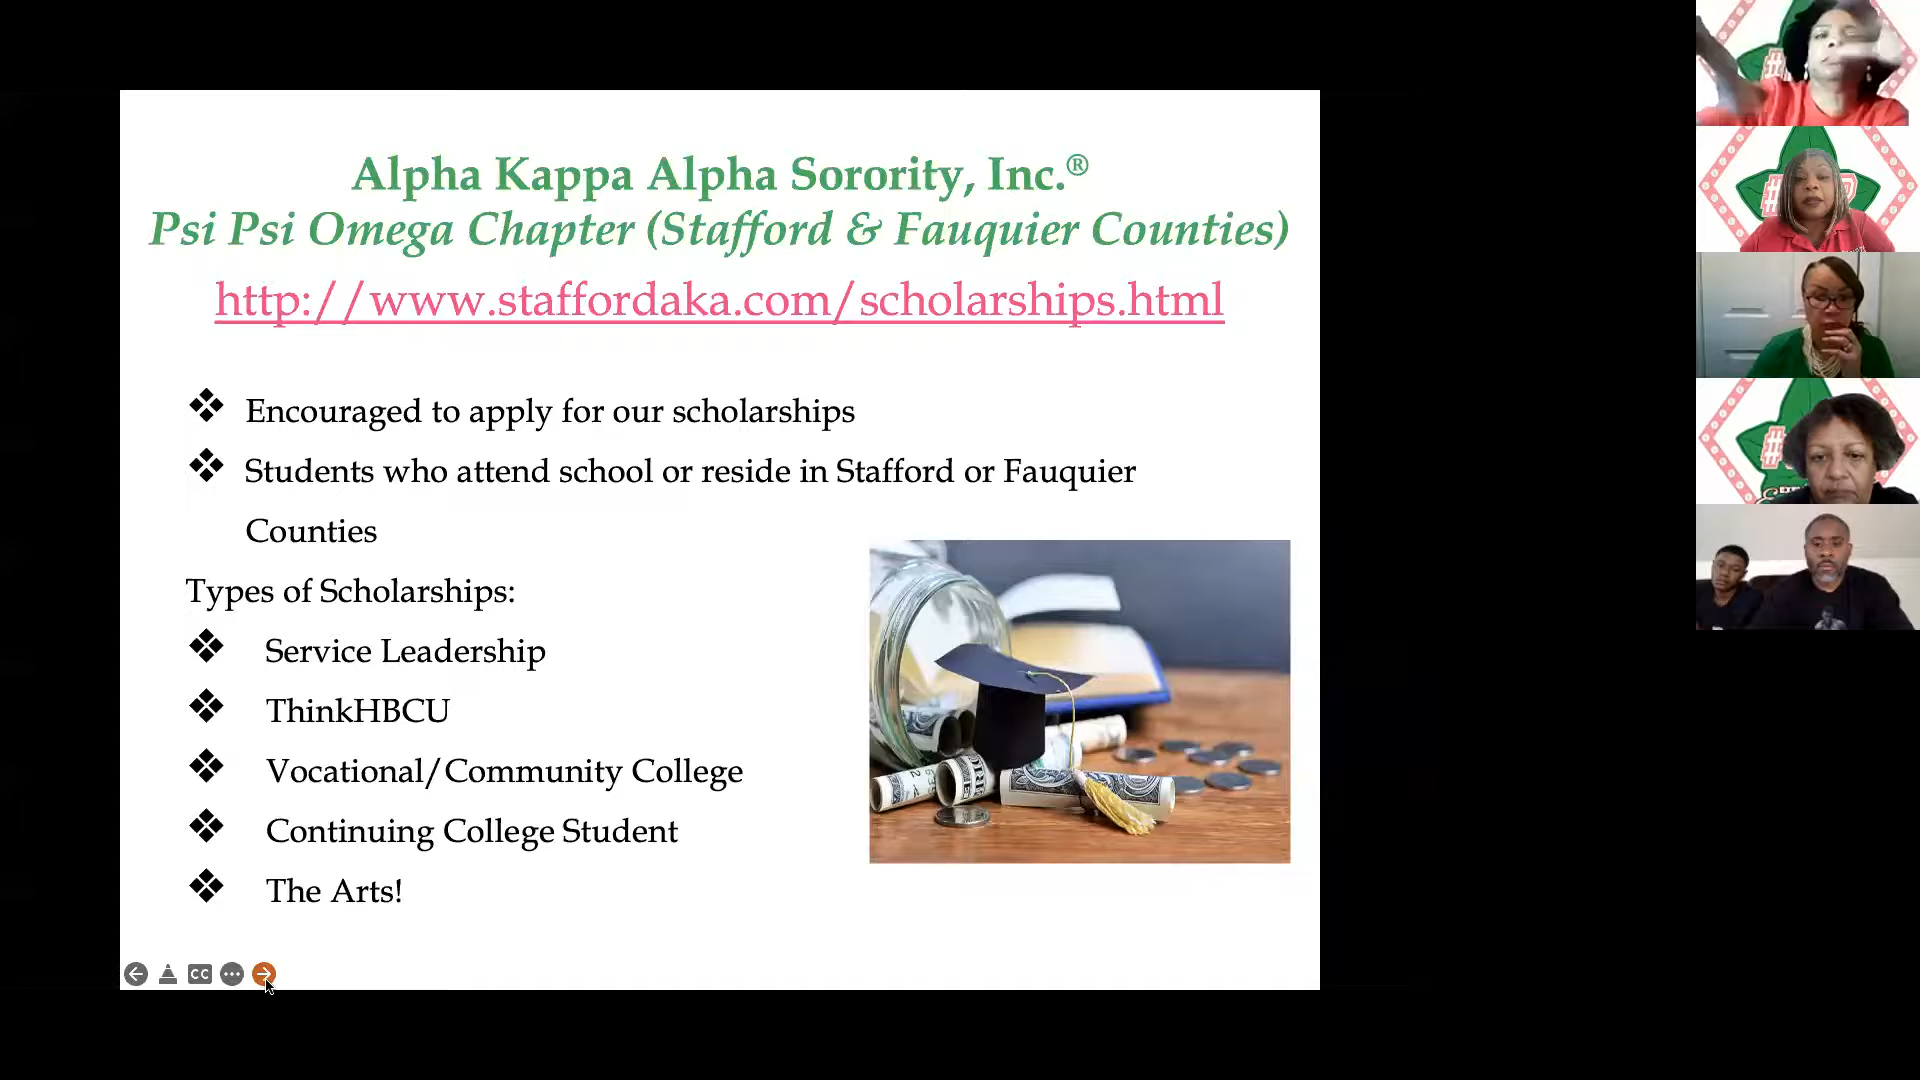 Alpha Kappa Alpha Sorority, Inc.®
Psi Psi Omega Chapter (Stafford & Fauquier Counties)
http://www.staffordaka.com/scholarships.html
❖ Encouraged to apply for our scholarships
❖ Students who attend school or reside in Stafford or Fauquier
Counties
Types of Scholarships:
❖ Service Leadership
❖ ThinkHBCU
❖ Vocational/Community College
❖ Continuing College Student
❖ The Arts!
CC